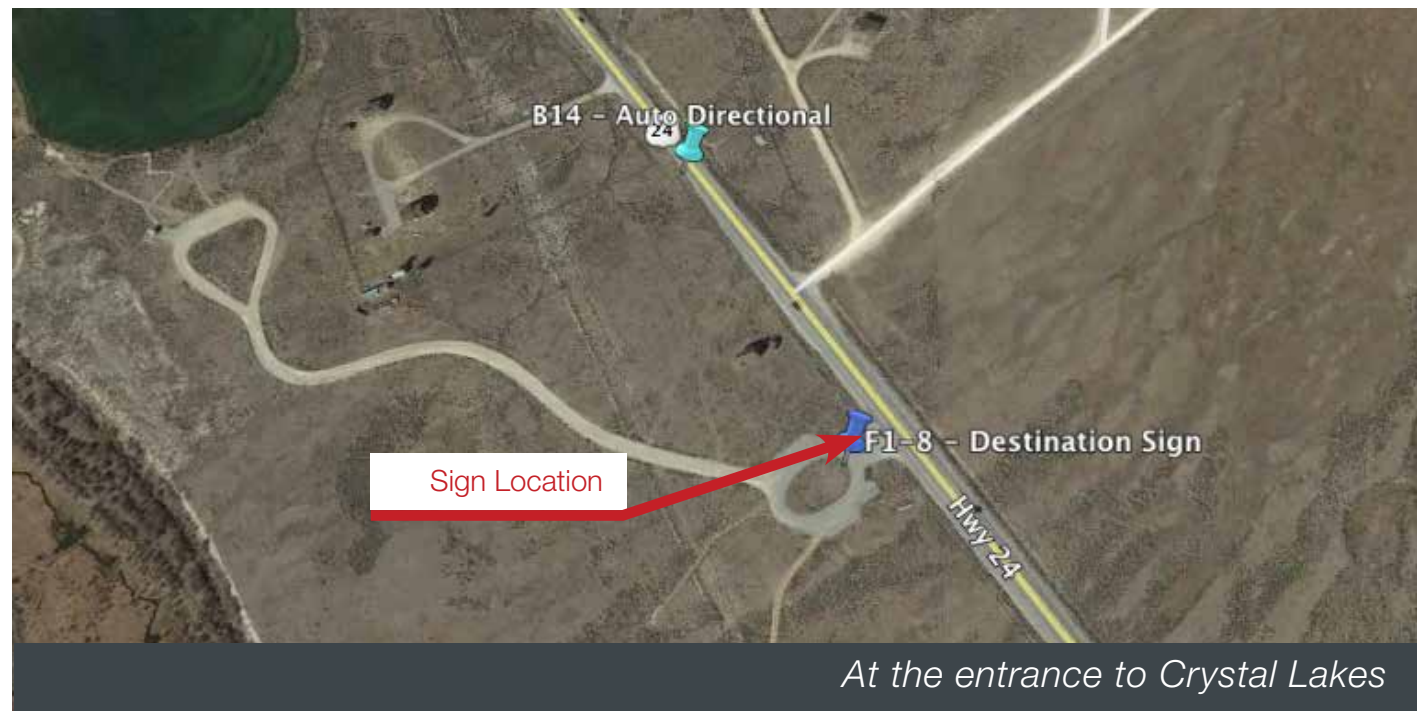 B14 – Auto Directional
24
F1-8 – Destination Sign
Sign Location
Hwy 24
At the entrance to Crystal Lakes